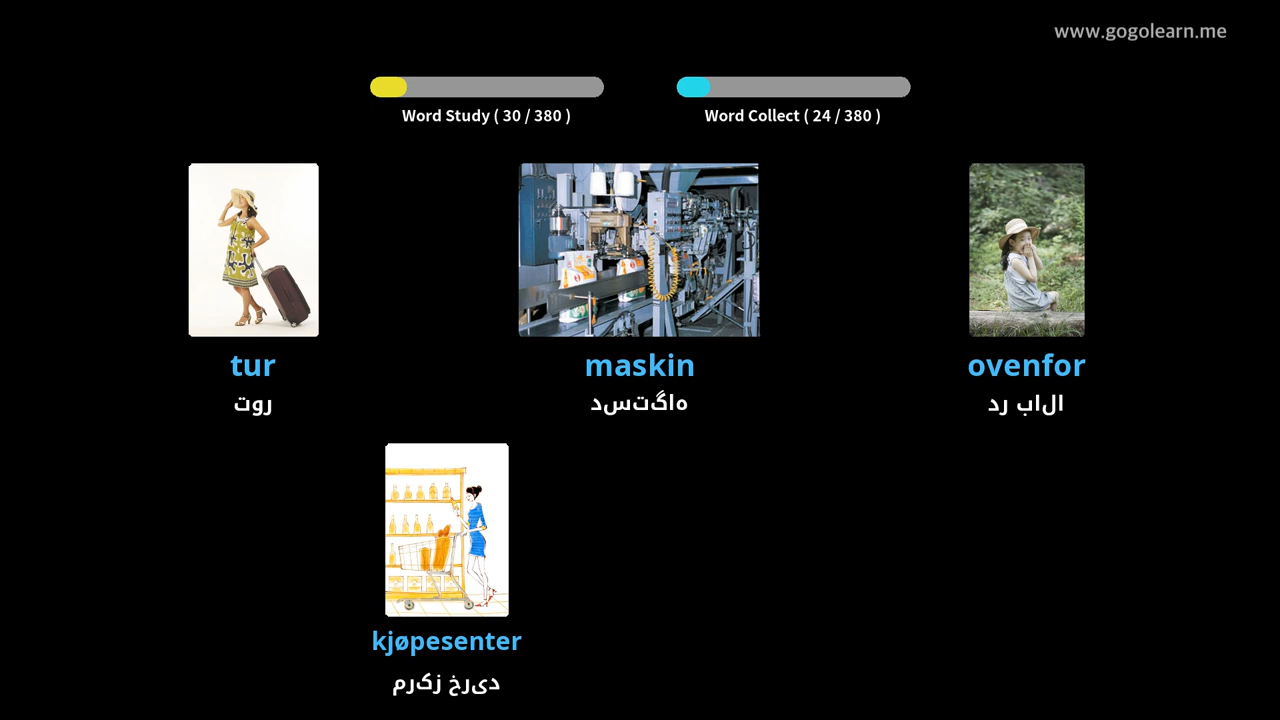 www.gogolearn.me
Word Study ( 30 / 380 )
Word Collect ( 24 / 380 )
tur
روت
maskin
هاگتسد
ovenfor
الاب رد
kjøpesenter
دیرخ زکرم